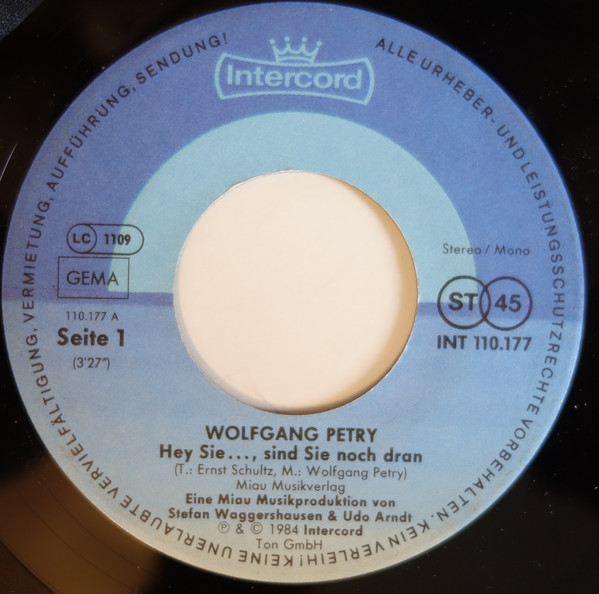 Intercord
ALLE URHEBER- UND LEISTUNGSSCHUTZRECHTE VORBEHALTEN. KEIN VERLEIH! KEINE UNERLAUBTE VERVIELFÄLTIGUNG, VERMIETUNG, AUFFÜHRUNG, SENDUNG!
LC 1109
GEMA
110.177 A
Seite 1
(3'27")
Stereo / Mono
ST 45
INT 110.177
WOLFGANG PETRY
Hey Sie..., sind Sie noch dran
(T.: Ernst Schultz, M.: Wolfgang Petry)
Miau Musikverlag
Eine Miau Musikproduktion von
Stefan Waggershausen & Udo Arndt
℗ & © 1984 Intercord
Ton GmbH